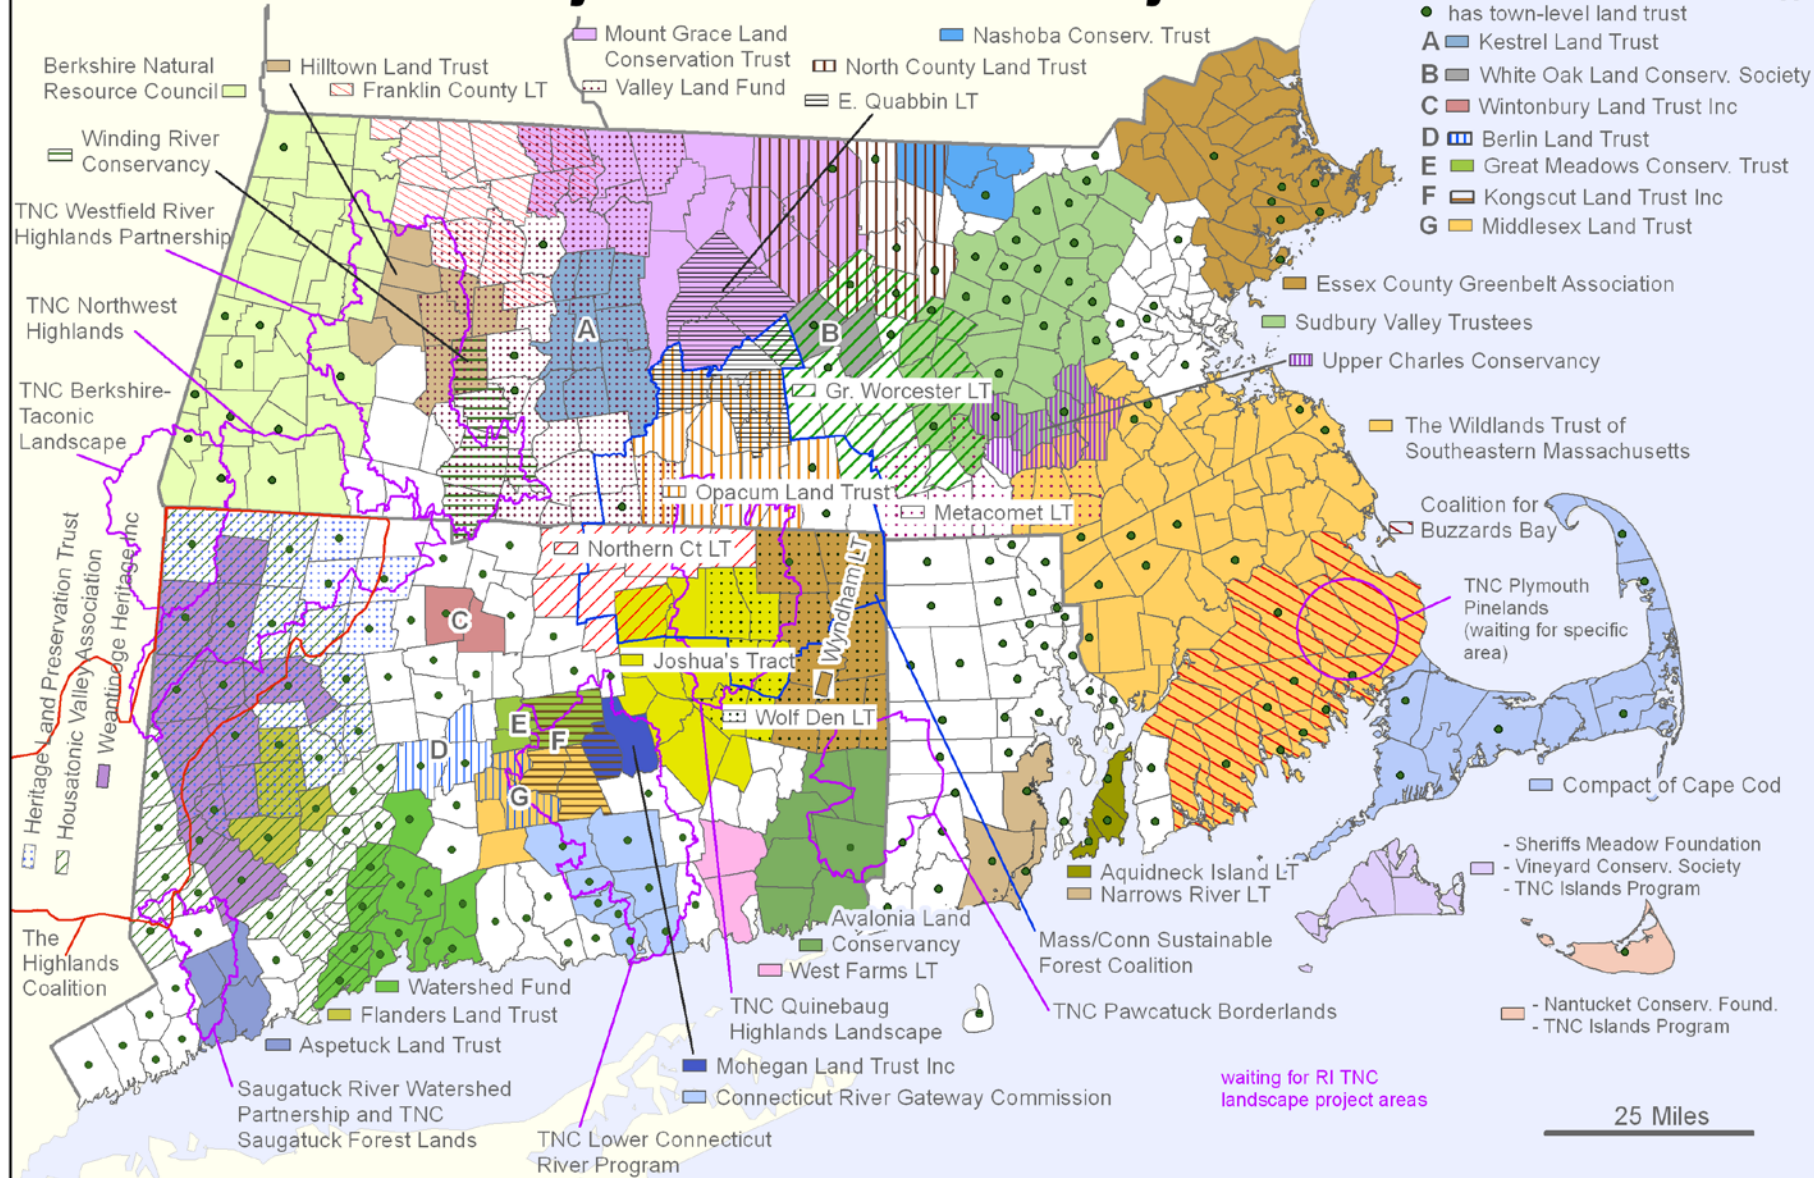 has town-level land trust
A Kestrel Land Trust
B White Oak Land Conserv. Society
C Wintonbury Land Trust Inc
D Berlin Land Trust
E Great Meadows Conserv. Trust
F Kongscut Land Trust Inc
G Middlesex Land Trust
Mount Grace Land
Conservation Trust
Nashoba Conserv. Trust
Berkshire Natural
Resource Council
Hilltown Land Trust
Franklin County LT
Valley Land Fund
North County Land Trust
E. Quabbin LT
Winding River
Conservancy
TNC Westfield River
Highlands Partnership
TNC Northwest
Highlands
TNC Berkshire-
Taconic
Landscape
Essex County Greenbelt Association
Sudbury Valley Trustees
Upper Charles Conservancy
A
B
Gr. Worcester LT
The Wildlands Trust of
Southeastern Massachusetts
Opacum Land Trust
Metacomet LT
Coalition for
Buzzards Bay
Northern Ct LT
Heritage Land Preservation Trust
Housatonic Valley Association
Weantinoge Heritage Inc
Wyndham LT
TNC Plymouth
Pinelands
(waiting for specific
area)
C
Joshua's Tract
Wolf Den LT
E
F
D
G
Compact of Cape Cod
- Sheriffs Meadow Foundation
- Vineyard Conserv. Society
- TNC Islands Program
Aquidneck Island LT
Narrows River LT
Avalonia Land
Conservancy
West Farms LT
Mass/Conn Sustainable
Forest Coalition
The
Highlands
Coalition
Watershed Fund
Flanders Land Trust
Aspetuck Land Trust
TNC Quinebaug
Highlands Landscape
TNC Pawcatuck Borderlands
- Nantucket Conserv. Found.
- TNC Islands Program
Mohegan Land Trust Inc
Connecticut River Gateway Commission
Saugatuck River Watershed
Partnership and TNC
Saugatuck Forest Lands
TNC Lower Connecticut
River Program
waiting for RI TNC
landscape project areas
25 Miles